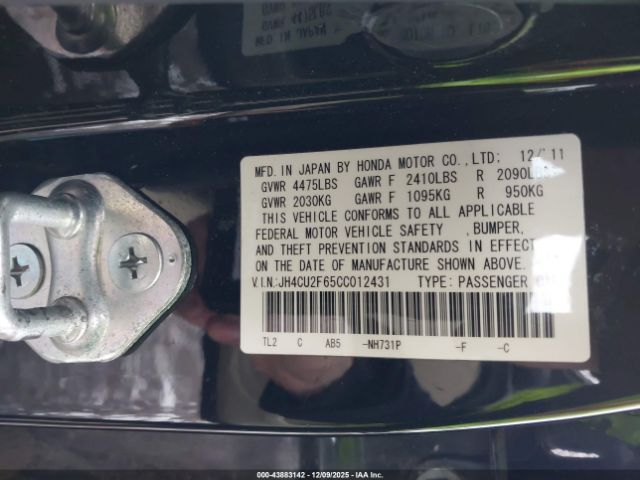 MFD. IN JAPAN BY HONDA MOTOR CO., LTD: 12/'11
GVWR 4475LBS GAWR F 2410LBS R 2090LBS
GVWR 2030KG GAWR F 1095KG R 950KG
THIS VEHICLE CONFORMS TO ALL APPLICABLE
FEDERAL MOTOR VEHICLE SAFETY , BUMPER,
AND THEFT PREVENTION STANDARDS IN EFFECT
ON THE DATE OF MANUFACTURE SHOWN ABOVE.
V.I.N.:JH4CU2F65CC012431 TYPE: PASSENGER
TL2 C AB5 -NH731P -F -C
000-43883142 - 12/09/2025 - IAA Inc.